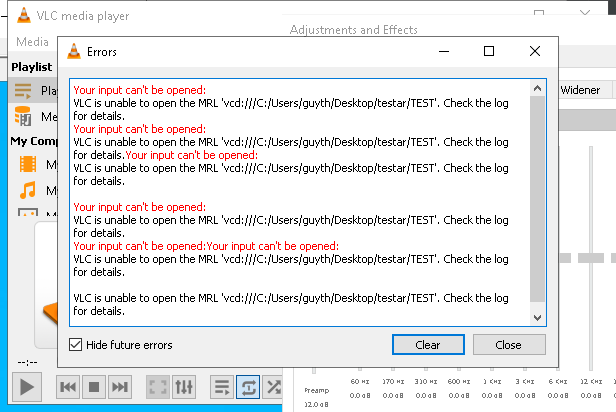 VLC media player
Adjustments and Effects
Media
Errors
Playlist
Pla
Me
My Comp
My
My
M
Widener
Your input can't be opened:
VLC is unable to open the MRL 'vcd:///C:/Users/guyth/Desktop/testar/TEST'. Check the log
for details.
Your input can't be opened:
VLC is unable to open the MRL 'vcd:///C:/Users/guyth/Desktop/testar/TEST'. Check the log
for details.Your input can't be opened:
VLC is unable to open the MRL 'vcd:///C:/Users/guyth/Desktop/testar/TEST'. Check the log
for details.
Your input can't be opened:
VLC is unable to open the MRL 'vcd:///C:/Users/guyth/Desktop/testar/TEST'. Check the log
for details.
Your input can't be opened:Your input can't be opened:
VLC is unable to open the MRL 'vcd:///C:/Users/guyth/Desktop/testar/TEST'. Check the log
for details.
VLC is unable to open the MRL 'vcd:///C:/Users/guyth/Desktop/testar/TEST'. Check the log
for details.
Hide future errors
Clear
Close
--:--
60 KHz 170 Hz 310 KHz 600 KHz 1 KHz 3 KHz 6 KHz 12 KHz
Preamp 0.0 dB 0.0 dB 0.0 dB 0.0 dB 0.0 dB 0.0 dB 0.0 dB 0.0 dB
12.0 dB